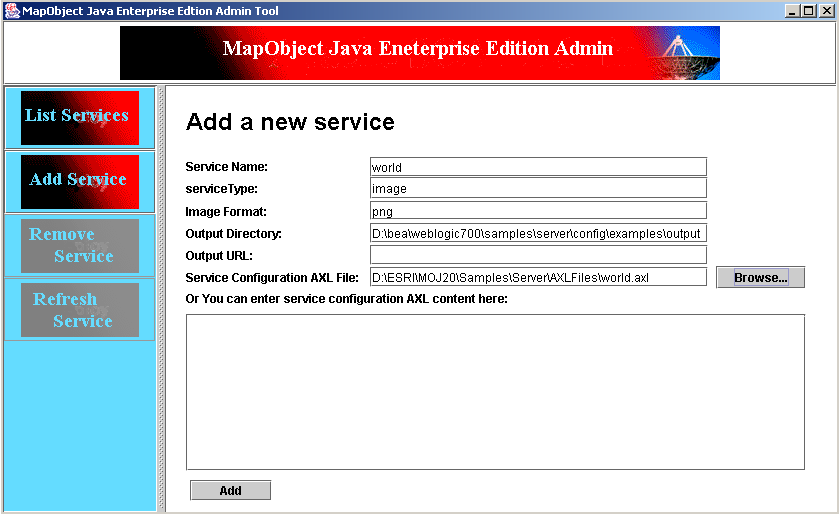 MapObject Java Enterprise Edtion Admin Tool
MapObject Java Eneterprise Edition Admin
List Services
Add Service
Remove
Service
Refresh
Service
Add a new service
Service Name: world
serviceType: image
Image Format: png
Output Directory: D:\bea\weblogic700\samples\server\config\examples\output
Output URL:
Service Configuration AXL File: D:\ESRI\MOJ20\Samples\Server\AXLFiles\world.axl Browse...
Or You can enter service configuration AXL content here:
Add